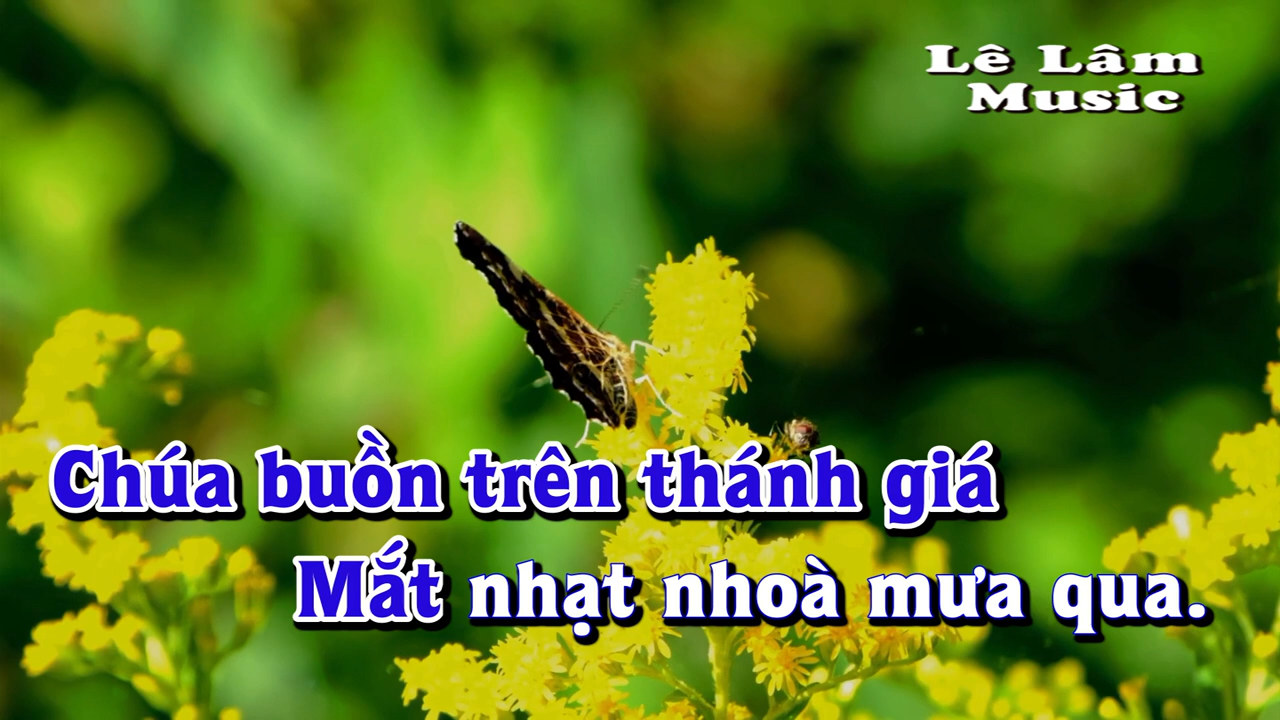 Lê Lâm
Music
Chúa buồn trên thánh giá
Mắt nhạt nhoà mưa qua.